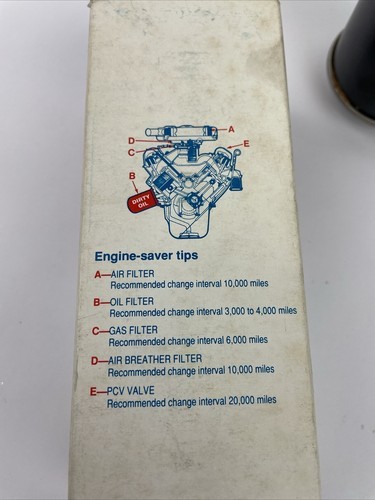 A
D
C
E
B
DIRTY
OIL
Engine-saver tips
A—AIR FILTER
Recommended change interval 10,000 miles
B—OIL FILTER
Recommended change interval 3,000 to 4,000 miles
C—GAS FILTER
Recommended change interval 6,000 miles
D—AIR BREATHER FILTER
Recommended change interval 10,000 miles
E—PCV VALVE
Recommended change interval 20,000 miles